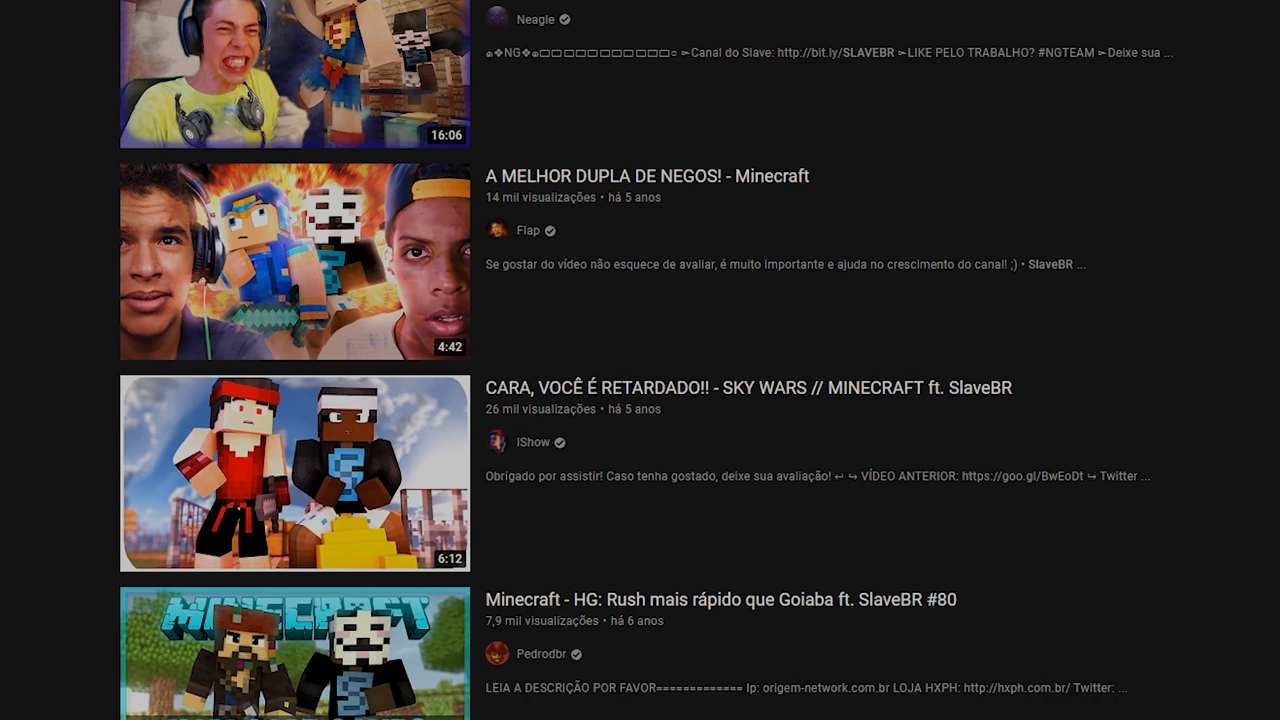 Neagle
๑❖NG❖๑□□□□□□□□□□□○ ➛Canal do Slave: http://bit.ly/SLAVEBR ➛LIKE PELO TRABALHO? #NGTEAM ➛Deixe sua ...
16:06
A MELHOR DUPLA DE NEGOS! - Minecraft
14 mil visualizações • há 5 anos
Flap
Se gostar do vídeo não esquece de avaliar, é muito importante e ajuda no crescimento do canal! ;) • SlaveBR ...
4:42
CARA, VOCÊ É RETARDADO!! - SKY WARS // MINECRAFT ft. SlaveBR
26 mil visualizações • há 5 anos
IShow
Obrigado por assistir! Caso tenha gostado, deixe sua avaliação! ↩ ↪ VÍDEO ANTERIOR: https://goo.gl/BwEoDt ↪ Twitter ...
6:12
MINECRAFT
Minecraft - HG: Rush mais rápido que Goiaba ft. SlaveBR #80
7,9 mil visualizações • há 6 anos
Pedrodbr
LEIA A DESCRIÇÃO POR FAVOR============= Ip: origem-network.com.br LOJA HXPH: http://hxph.com.br/ Twitter: ...